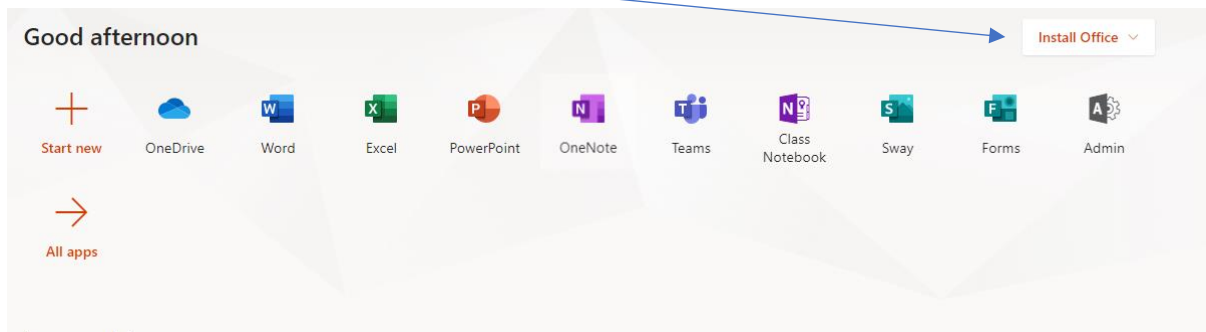 Good afternoon
Install Office
W
X
P
N
T
N
S
F
A
Start new
OneDrive
Word
Excel
PowerPoint
OneNote
Teams
Class
Notebook
Sway
Forms
Admin
All apps